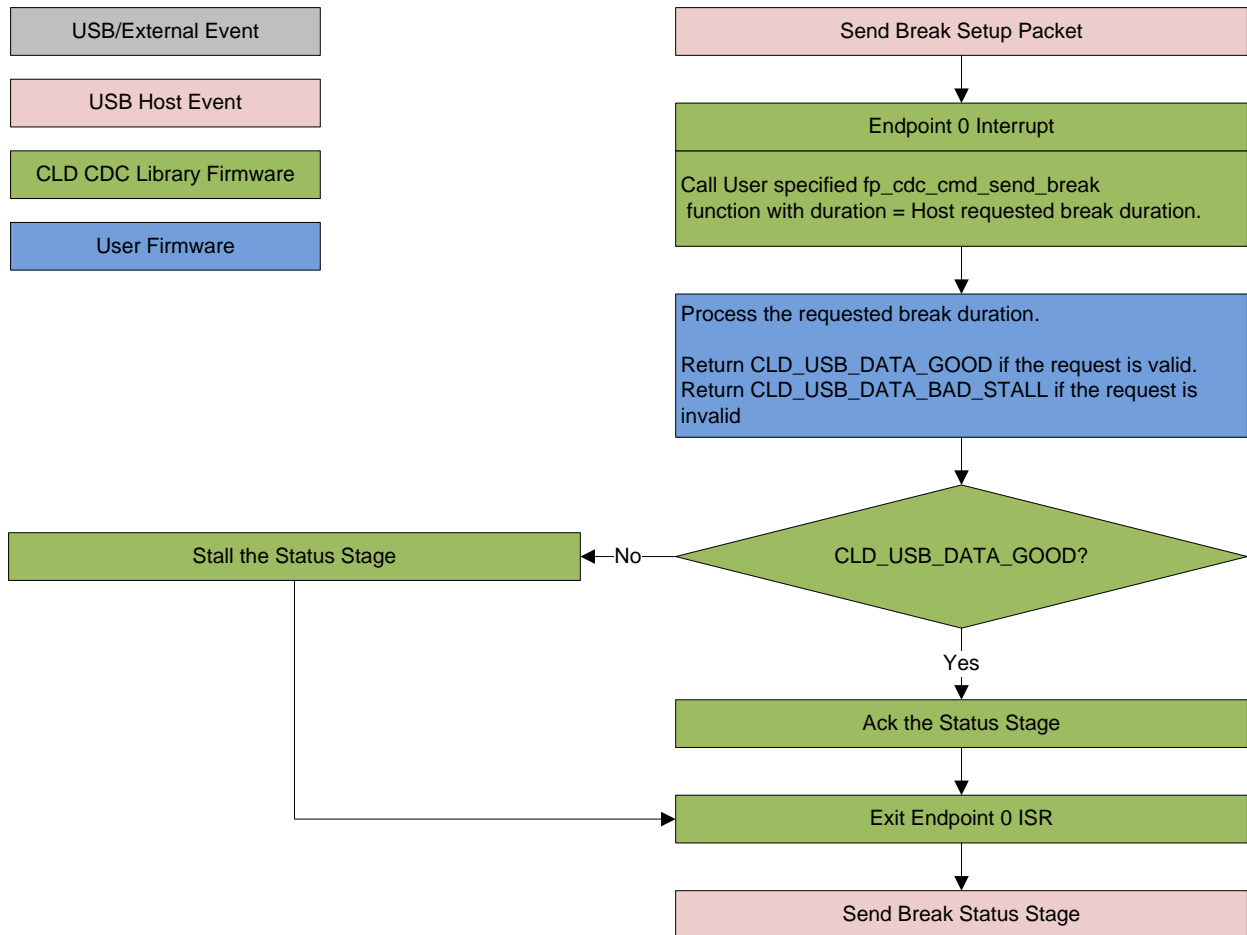 USB/External Event
USB Host Event
CLD CDC Library Firmware
User Firmware
Send Break Setup Packet
Endpoint 0 Interrupt
Call User specified fp_cdc_cmd_send_break
function with duration = Host requested break duration.
Process the requested break duration.
Return CLD_USB_DATA_GOOD if the request is valid.
Return CLD_USB_DATA_BAD_STALL if the request is
invalid
CLD_USB_DATA_GOOD?
No
Stall the Status Stage
Yes
Ack the Status Stage
Exit Endpoint 0 ISR
Send Break Status Stage